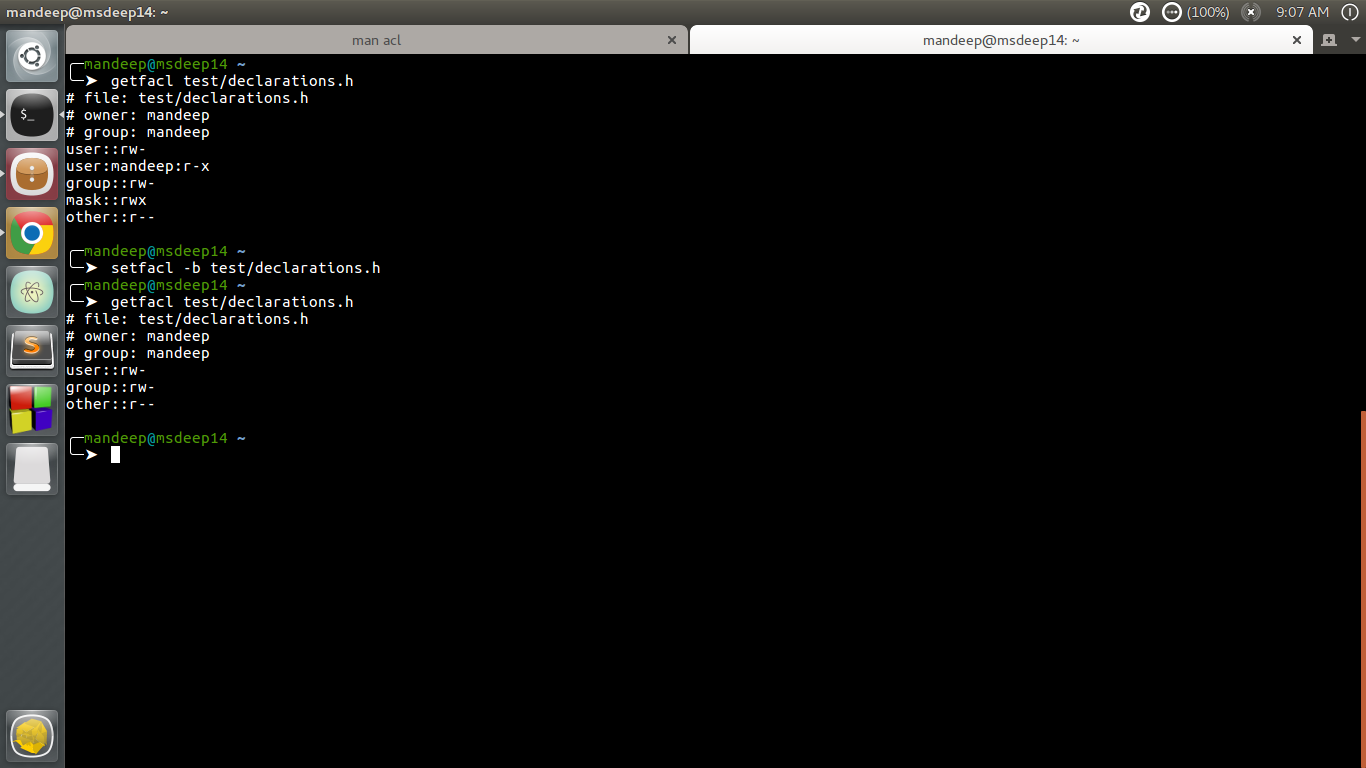 mandeep@msdeep14: ~
(100%)
9:07 AM
man acl
mandeep@msdeep14: ~
mandeep@msdeep14 ~
➤ getfacl test/declarations.h
# file: test/declarations.h
# owner: mandeep
# group: mandeep
user::rw-
user:mandeep:r-x
group::rw-
mask::rwx
other::r--
mandeep@msdeep14 ~
➤ setfacl -b test/declarations.h
mandeep@msdeep14 ~
➤ getfacl test/declarations.h
# file: test/declarations.h
# owner: mandeep
# group: mandeep
user::rw-
group::rw-
other::r--
mandeep@msdeep14 ~
➤
$_
S